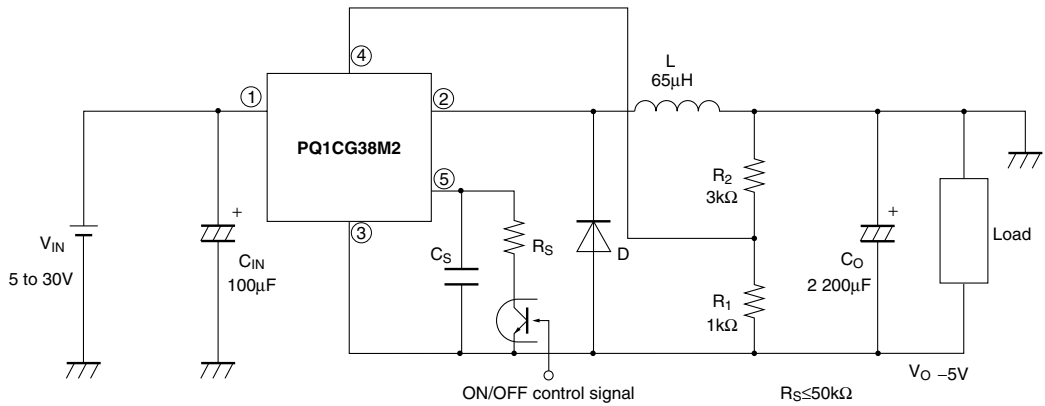 ④
L
65μH
①
②
PQ1CG38M2
R2
3kΩ
⑤
+
+
③
VIN
CIN
CS
RS
D
CO
Load
5 to 30V
100μF
2 200μF
R1
1kΩ
VO –5V
ON/OFF control signal
RS≤50kΩ